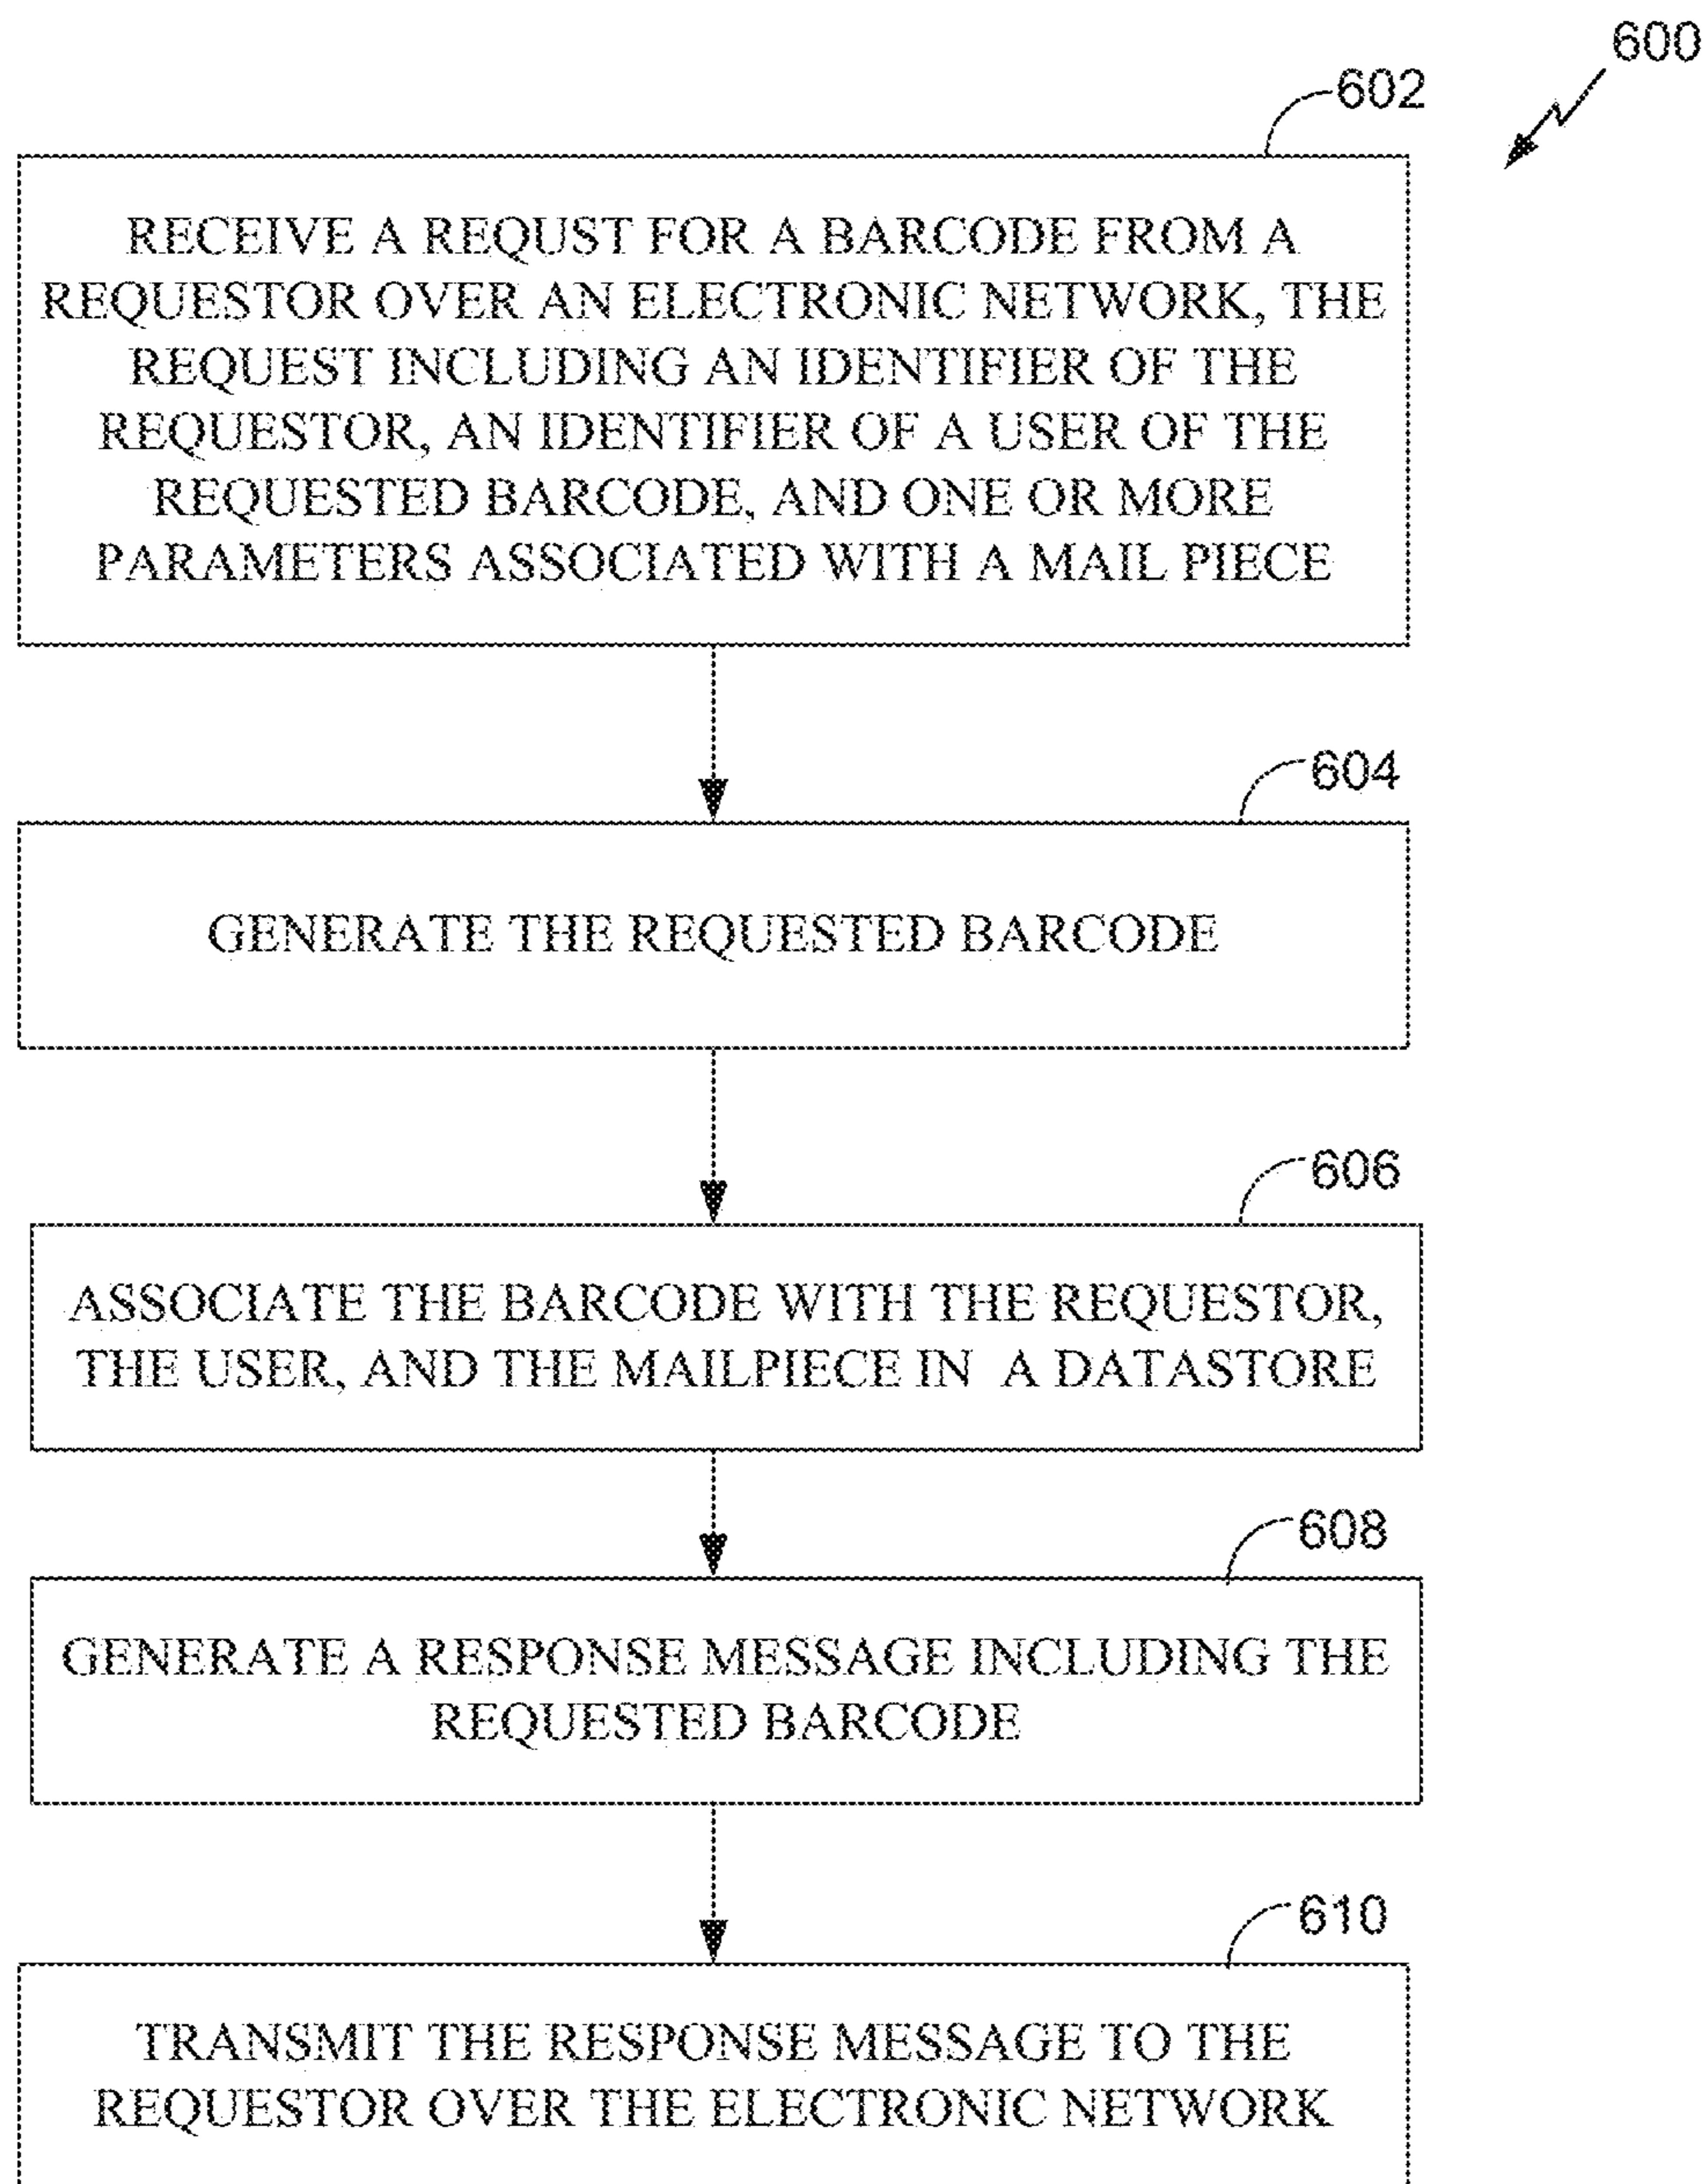 600
602
RECEIVE A REQUST FOR A BARCODE FROM A
REQUESTOR OVER AN ELECTRONIC NETWORK, THE
REQUEST INCLUDING AN IDENTIFIER OF THE
REQUESTOR, AN IDENTIFIER OF A USER OF THE
REQUESTED BARCODE, AND ONE OR MORE
PARAMETERS ASSOCIATED WITH A MAIL PIECE
604
GENERATE THE REQUESTED BARCODE
606
ASSOCIATE THE BARCODE WITH THE REQUESTOR,
THE USER, AND THE MAILPIECE IN A DATASTORE
608
GENERATE A RESPONSE MESSAGE INCLUDING THE
REQUESTED BARCODE
610
TRANSMIT THE RESPONSE MESSAGE TO THE
REQUESTOR OVER THE ELECTRONIC NETWORK